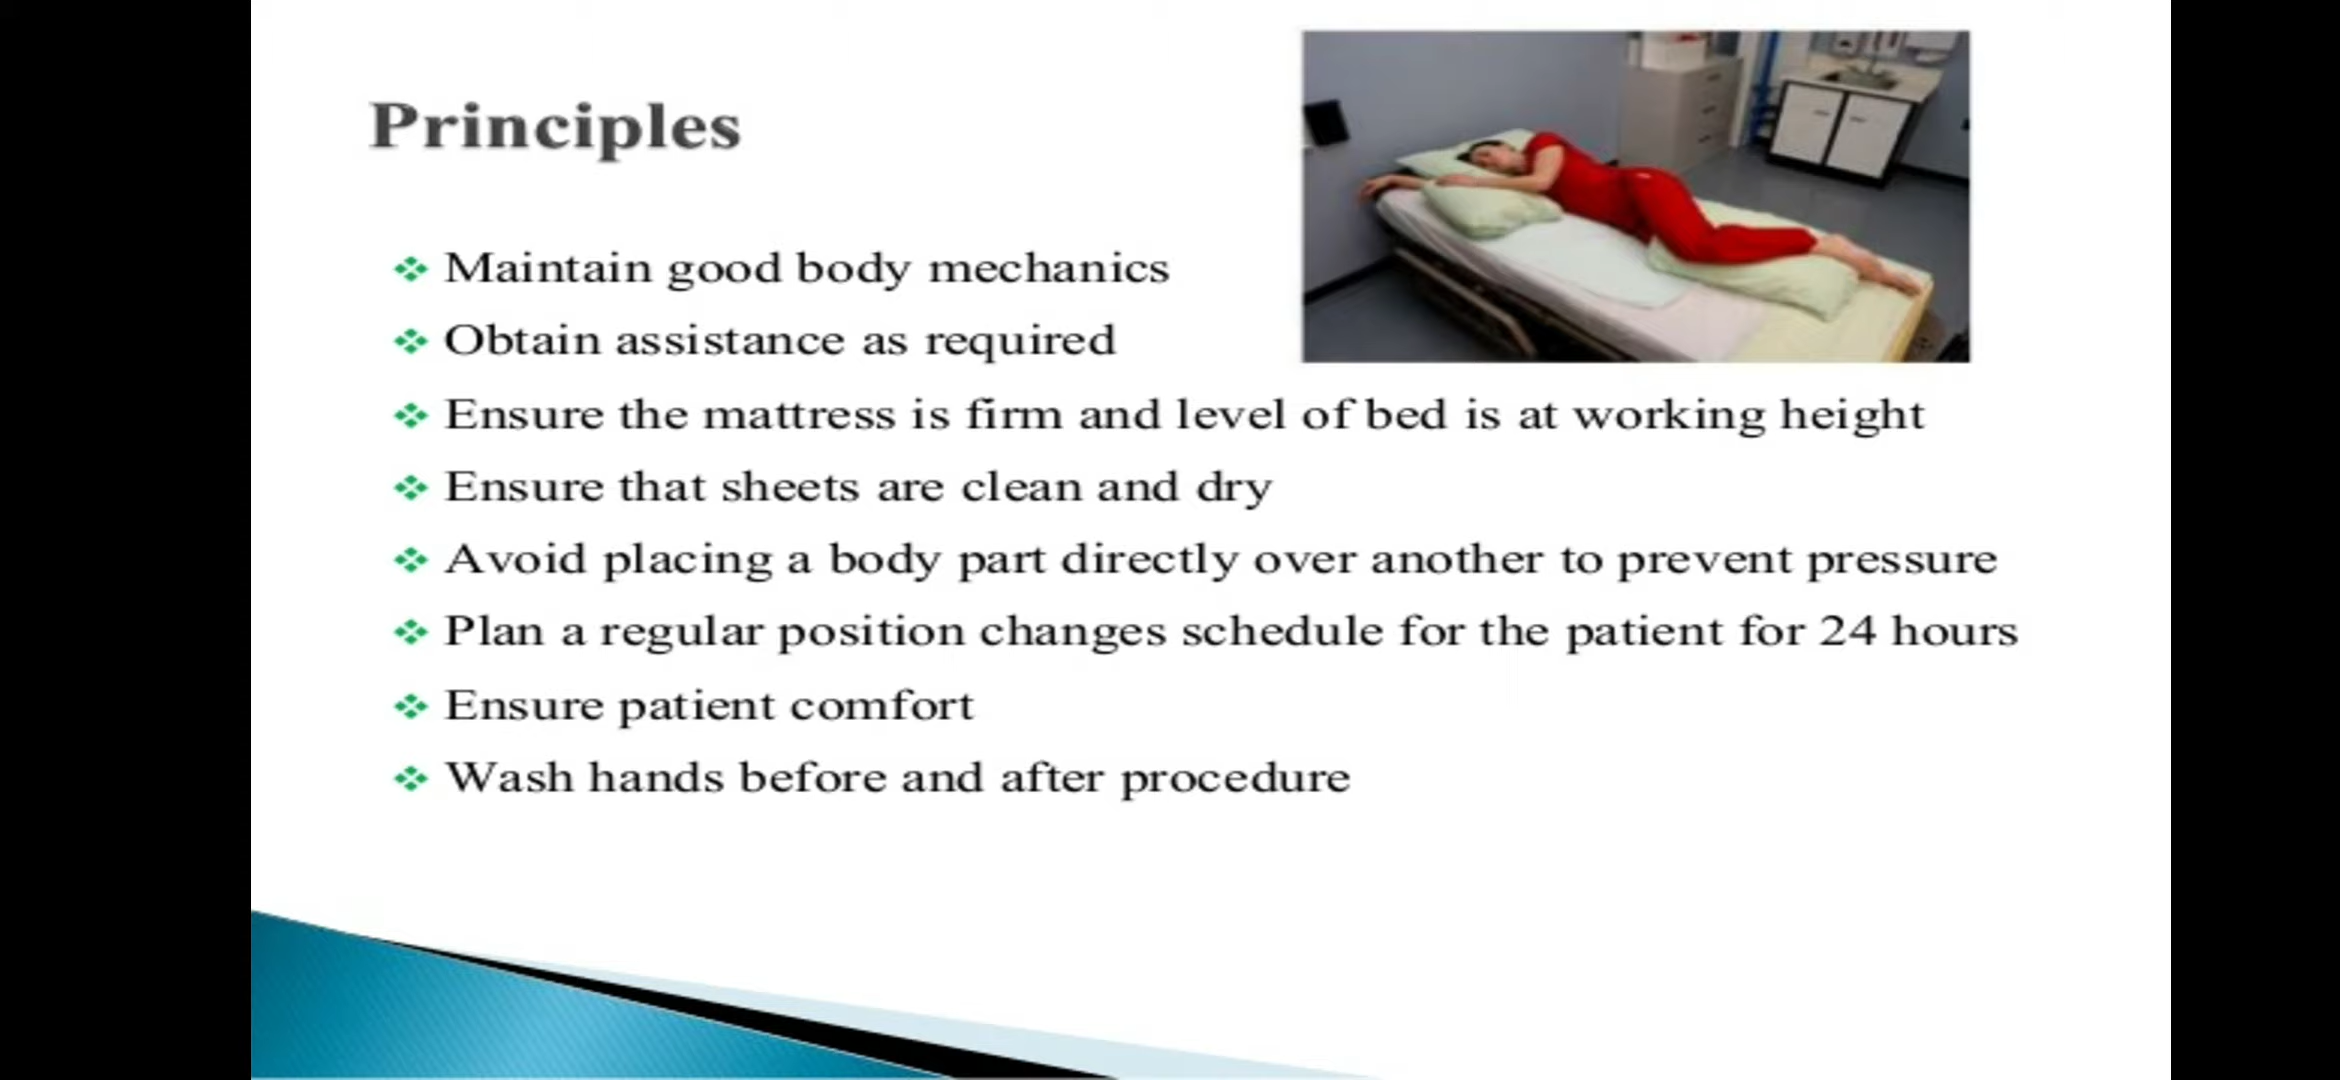 Principles
Maintain good body mechanics
Obtain assistance as required
Ensure the mattress is firm and level of bed is at working height
Ensure that sheets are clean and dry
Avoid placing a body part directly over another to prevent pressure
Plan a regular position changes schedule for the patient for 24 hours
Ensure patient comfort
Wash hands before and after procedure